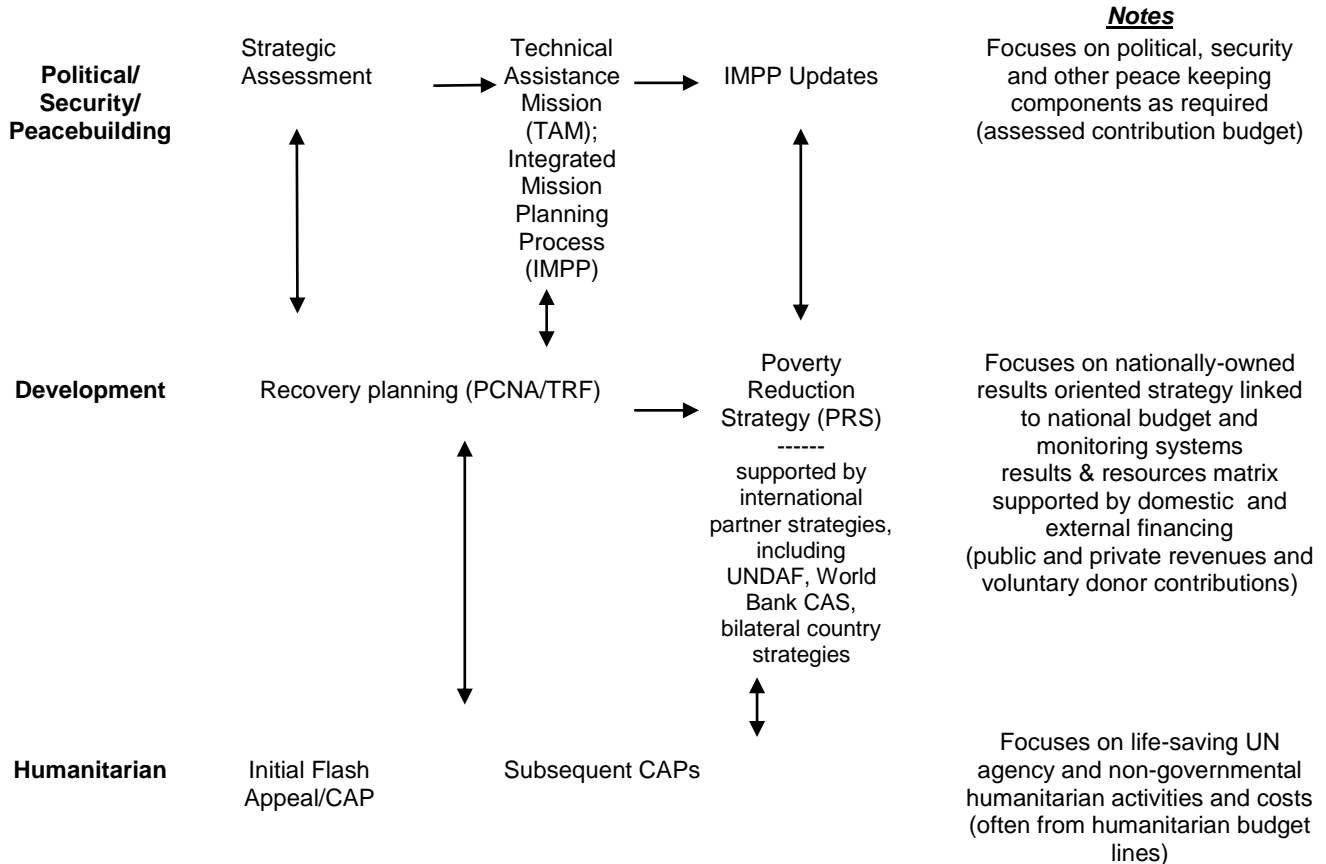 Notes
Political/
Security/
Peacebuilding
Strategic
Assessment
Technical
Assistance
Mission
(TAM);
Integrated
Mission
Planning
Process
(IMPP)
IMPP Updates
Focuses on political, security
and other peace keeping
components as required
(assessed contribution budget)
Development
Recovery planning (PCNA/TRF)
Poverty
Reduction
Strategy (PRS)
------
supported by
international
partner strategies,
including
UNDAF, World
Bank CAS,
bilateral country
strategies
Focuses on nationally-owned
results oriented strategy linked
to national budget and
monitoring systems
results & resources matrix
supported by domestic and
external financing
(public and private revenues and
voluntary donor contributions)
Humanitarian
Initial Flash
Appeal/CAP
Subsequent CAPs
Focuses on life-saving UN
agency and non-governmental
humanitarian activities and costs
(often from humanitarian budget
lines)